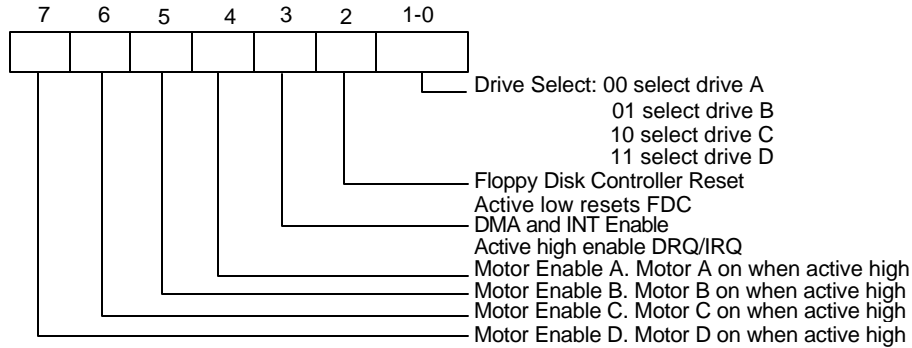 7 6 5 4 3 2 1-0
Drive Select: 00 select drive A
01 select drive B
10 select drive C
11 select drive D
Floppy Disk Controller Reset
Active low resets FDC
DMA and INT Enable
Active high enable DRQ/IRQ
Motor Enable A. Motor A on when active high
Motor Enable B. Motor B on when active high
Motor Enable C. Motor C on when active high
Motor Enable D. Motor D on when active high